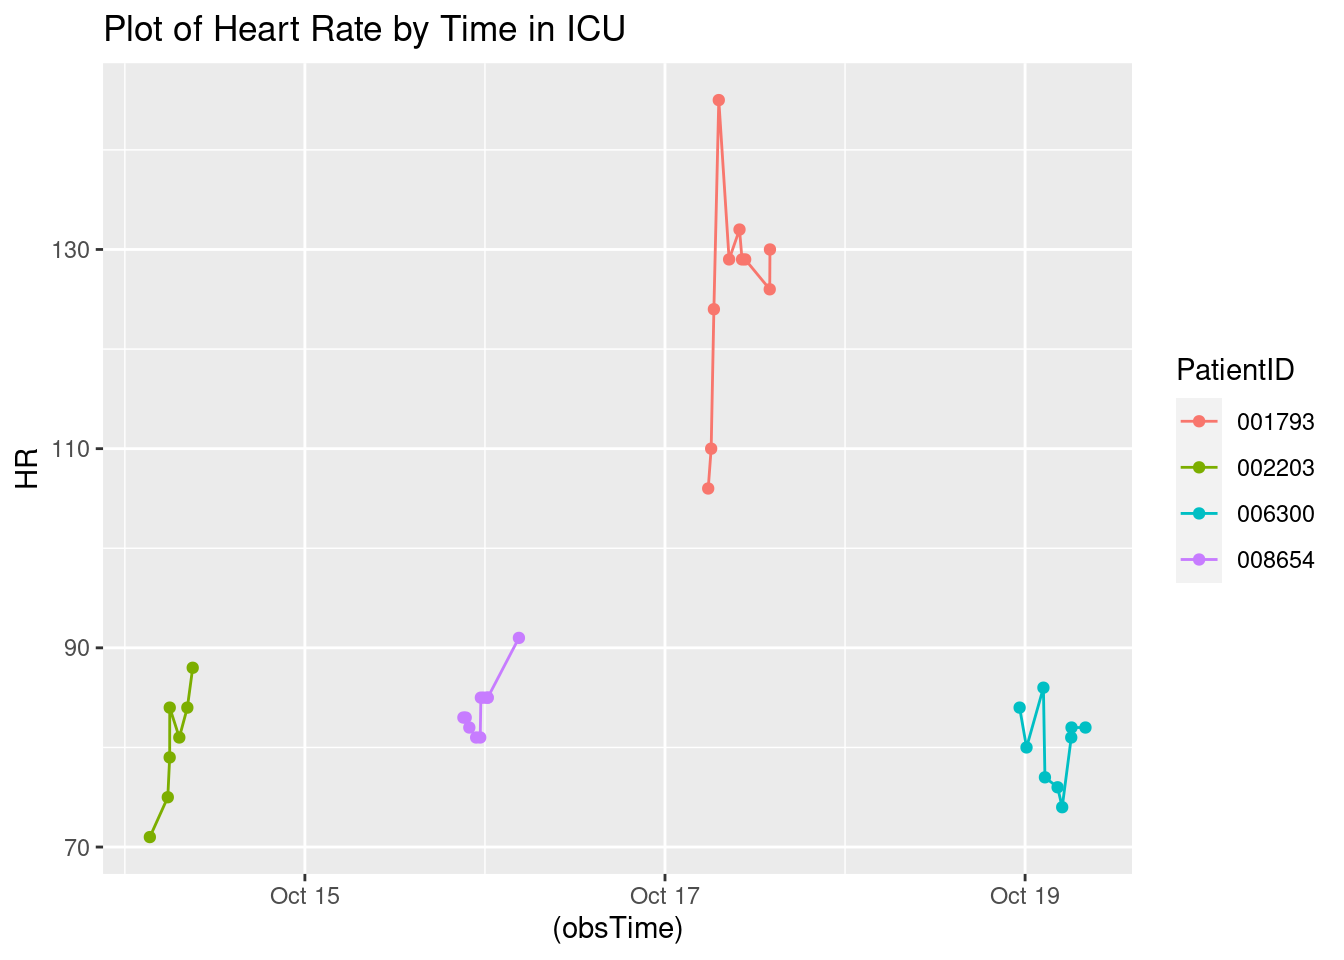 Plot of Heart Rate by Time in ICU
HR
130
110
90
70
Oct 15
Oct 17
Oct 19
(obsTime)
PatientID
001793
002203
006300
008654